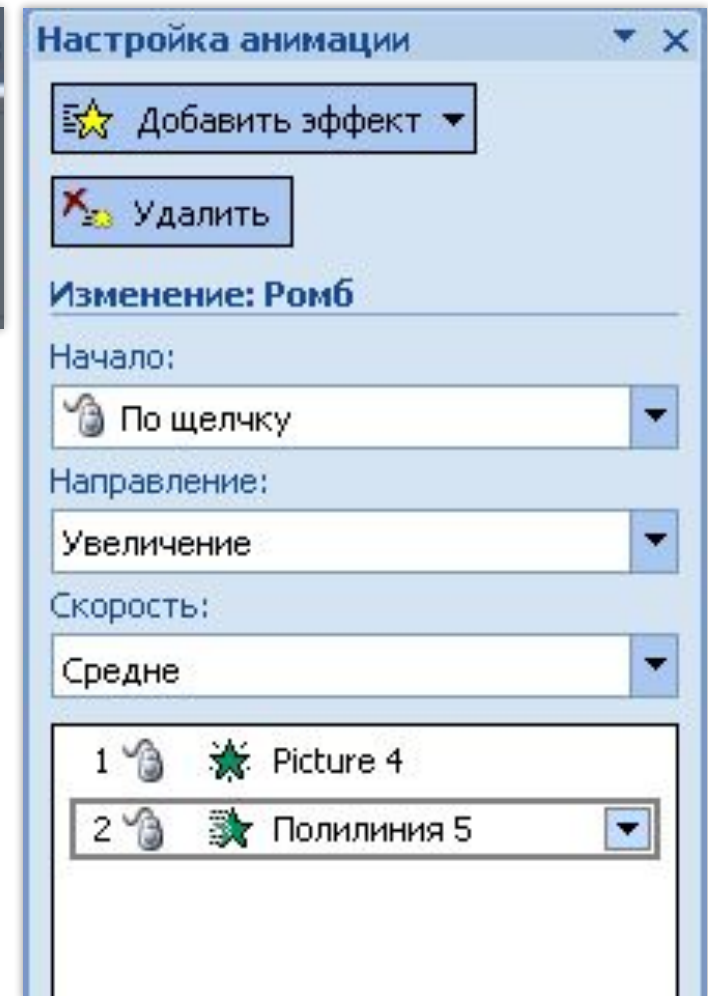 Настройка анимации
Добавить эффект
Удалить
Изменение: Ромб
Начало:
По щелчку
Направление:
Увеличение
Скорость:
Средне
1 Picture 4
2 Полилиния 5